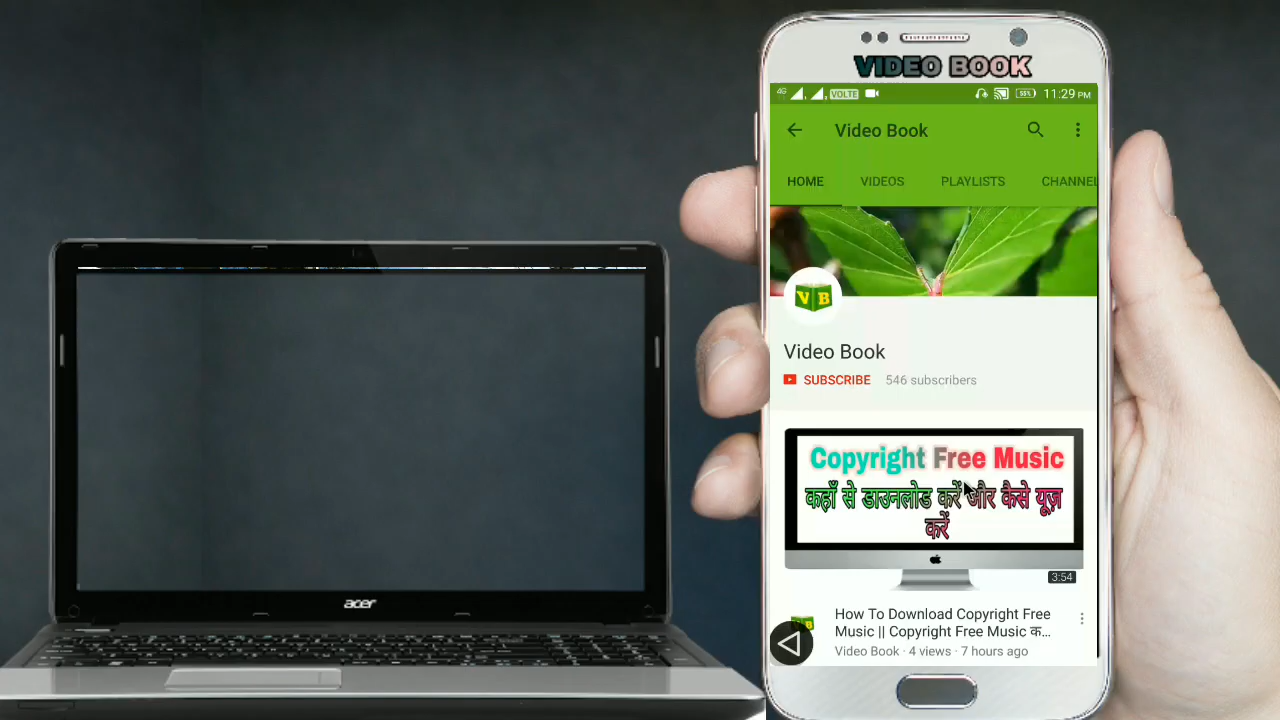 VIDEO BOOK
4G VOLTE 55% 11:29 PM
Video Book
HOME VIDEOS PLAYLISTS CHANNEL
V B
Video Book
SUBSCRIBE 546 subscribers
Copyright Free Music
कहाँ से डाउनलोड करें और कैसे यूज़
करें
3:54
VB
How To Download Copyright Free
Music || Copyright Free Music क...
Video Book · 4 views · 7 hours ago
acer